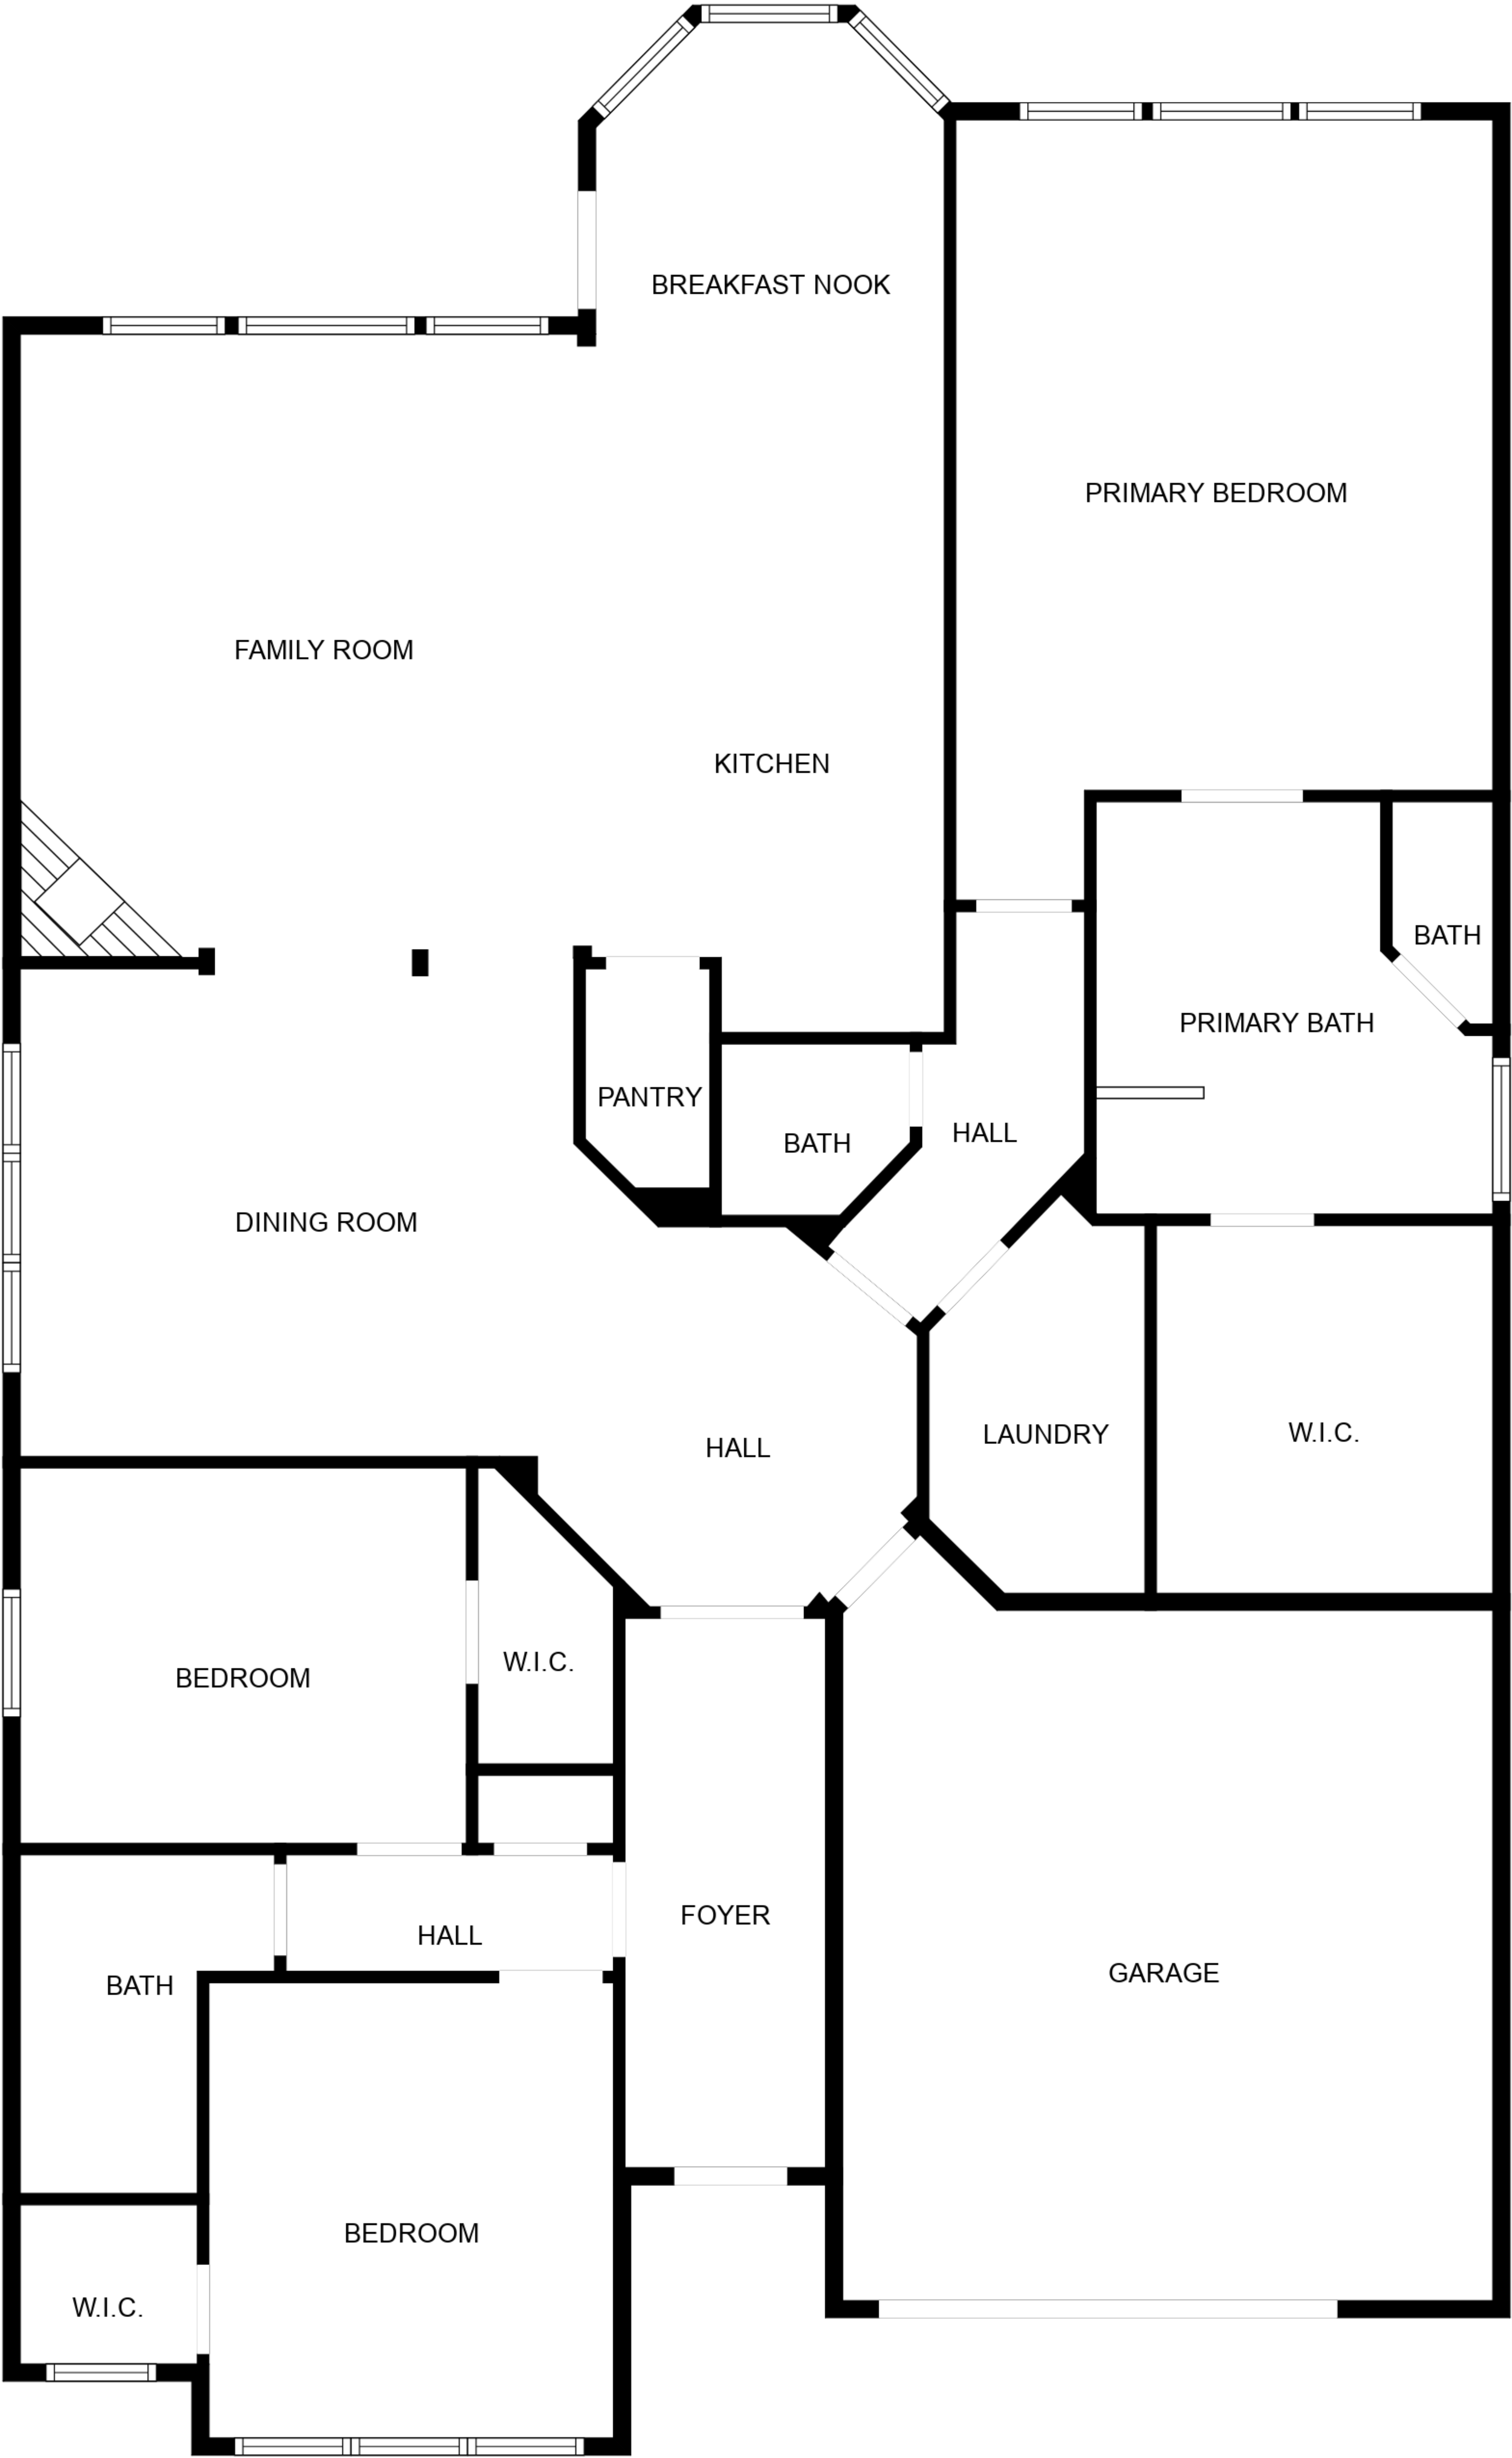 BREAKFAST NOOK
PRIMARY BEDROOM
FAMILY ROOM
KITCHEN
BATH
PRIMARY BATH
PANTRY
BATH
HALL
DINING ROOM
HALL
LAUNDRY
W.I.C.
BEDROOM
W.I.C.
FOYER
HALL
GARAGE
BATH
BEDROOM
W.I.C.